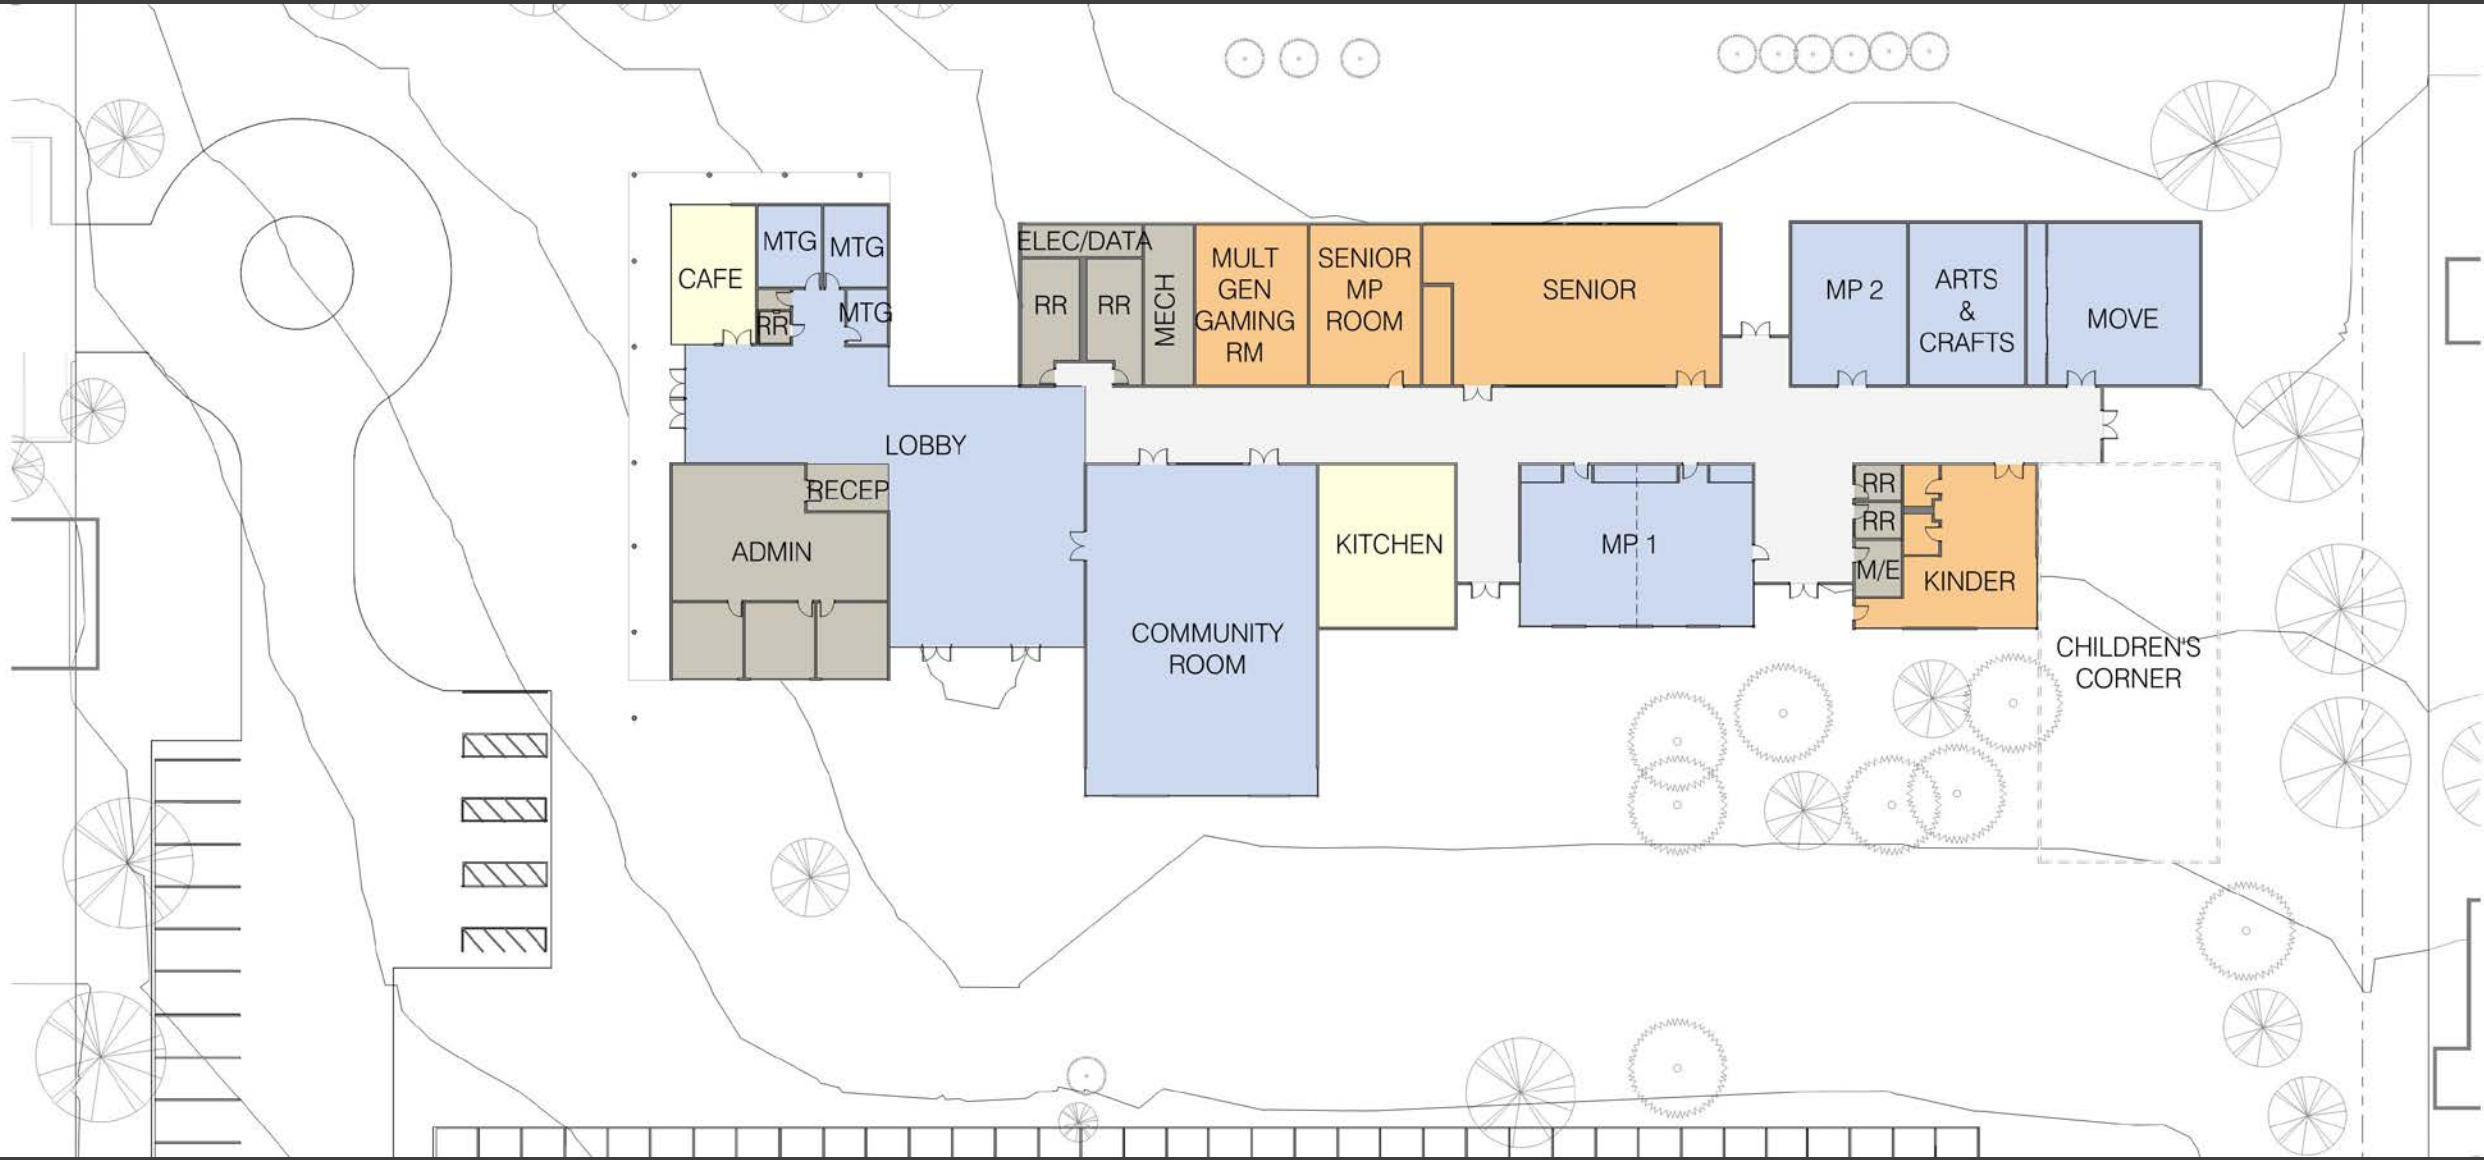 CAFE
MTG
MTG
MTG
RR
ELEC/DATA
RR
RR
MECH
MULT
GEN
GAMING
RM
SENIOR
MP
ROOM
SENIOR
MP 2
ARTS
&
CRAFTS
MOVE
LOBBY
RECEP
ADMIN
COMMUNITY
ROOM
KITCHEN
MP 1
RR
RR
M/E
KINDER
CHILDREN'S
CORNER